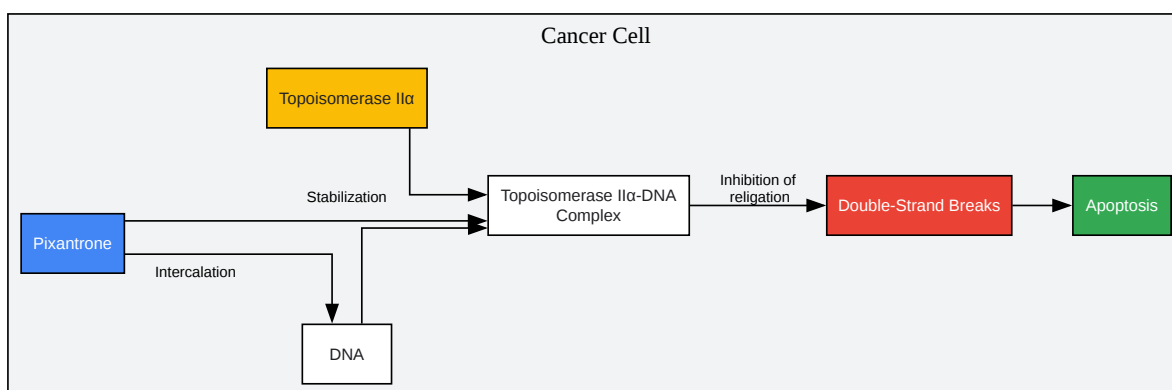 Cancer Cell
Topoisomerase IIα
Stabilization
Topoisomerase IIα-DNA
Complex
Inhibition of
religation
Double-Strand Breaks
Apoptosis
Pixantrone
Intercalation
DNA